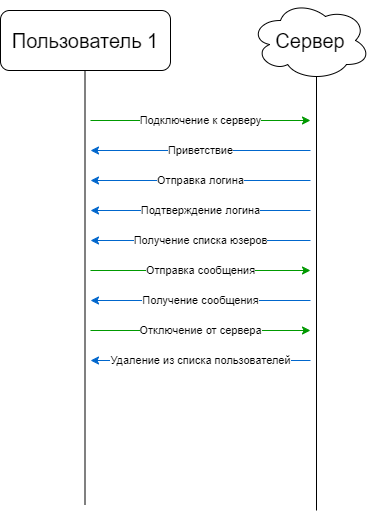 Пользователь 1
Сервер
Подключение к серверу
Приветствие
Отправка логина
Подтверждение логина
Получение списка юзеров
Отправка сообщения
Получение сообщения
Отключение от сервера
Удаление из списка пользователей